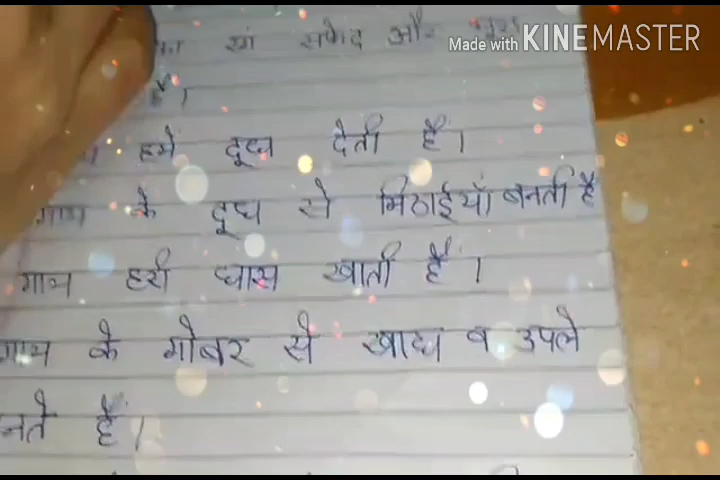 रंग सफेद और
Made with KINEMASTER
है।
हमें दूध देती है।
गाय के दूध से मिठाईयाँ बनती है
गाय हरी घास खाती है।
गाय के गोबर से खाद्य व उपले
नते हैं।